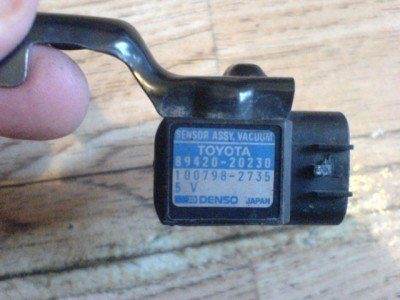 SENSOR ASSY, VACUUM
TOYOTA
89420-20230
100798-2735
5 V
DENSO JAPAN